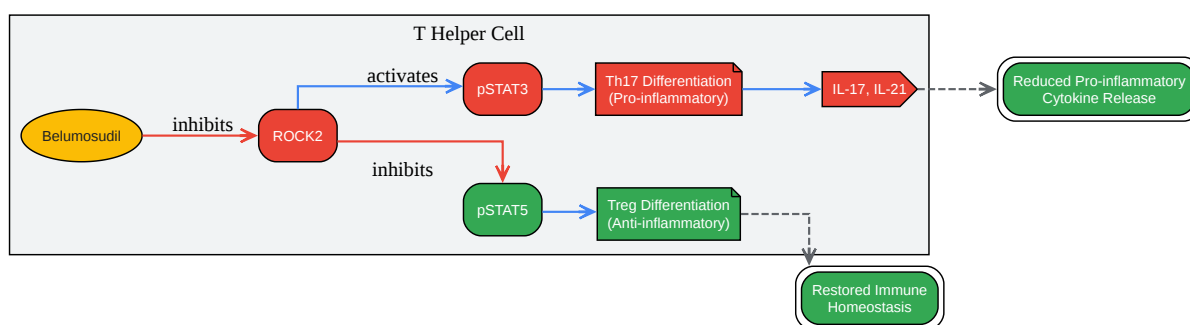 T Helper Cell
Belumosudil
inhibits
ROCK2
activates
pSTAT3
Th17 Differentiation
(Pro-inflammatory)
IL-17, IL-21
Reduced Pro-inflammatory
Cytokine Release
inhibits
pSTAT5
Treg Differentiation
(Anti-inflammatory)
Restored Immune
Homeostasis